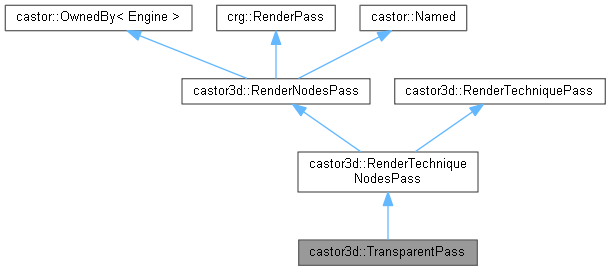 castor::OwnedBy< Engine >
crg::RenderPass
castor::Named
castor3d::RenderNodesPass
castor3d::RenderTechniquePass
castor3d::RenderTechnique
NodesPass
castor3d::TransparentPass